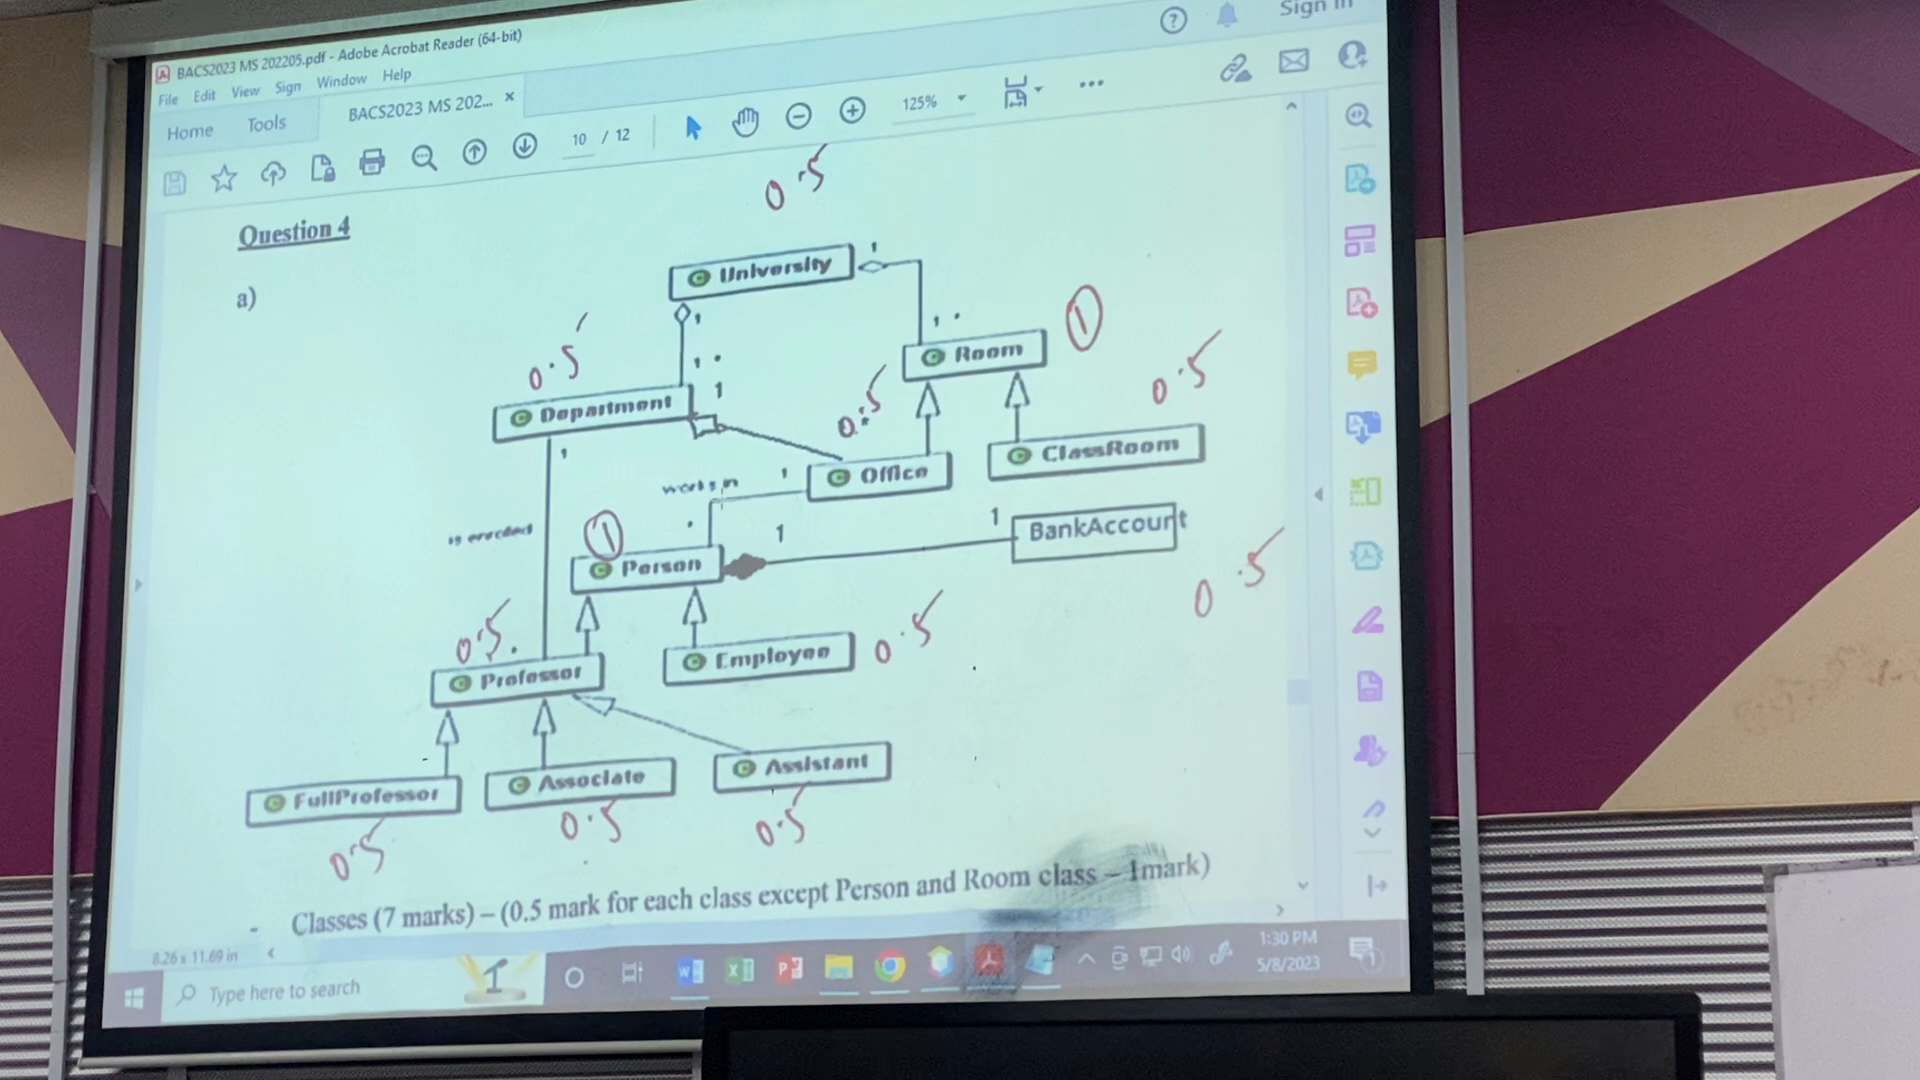 BACS2023 MS 202205.pdf - Adobe Acrobat Reader (64-bit)
Sign In
File Edit View Sign Window Help
Home Tools BACS2023 MS 202... ×
10 / 12 125%
0.5
Question 4
a)
University
1
1
1 .
1 .
1
Room
1
0.5
Department
0.5
0.5
1
Office
ClassRoom
works in
1
.
is enrolled
1
Person
1
1
BankAccount
0.5
0.5
Professor
Employee
0.5
FullProfessor
Associate
Assistant
0.5
0.5
0.5
- Classes (7 marks) – (0.5 mark for each class except Person and Room class – 1mark)
8.26 x 11.69 in
Type here to search
1:30 PM
5/8/2023